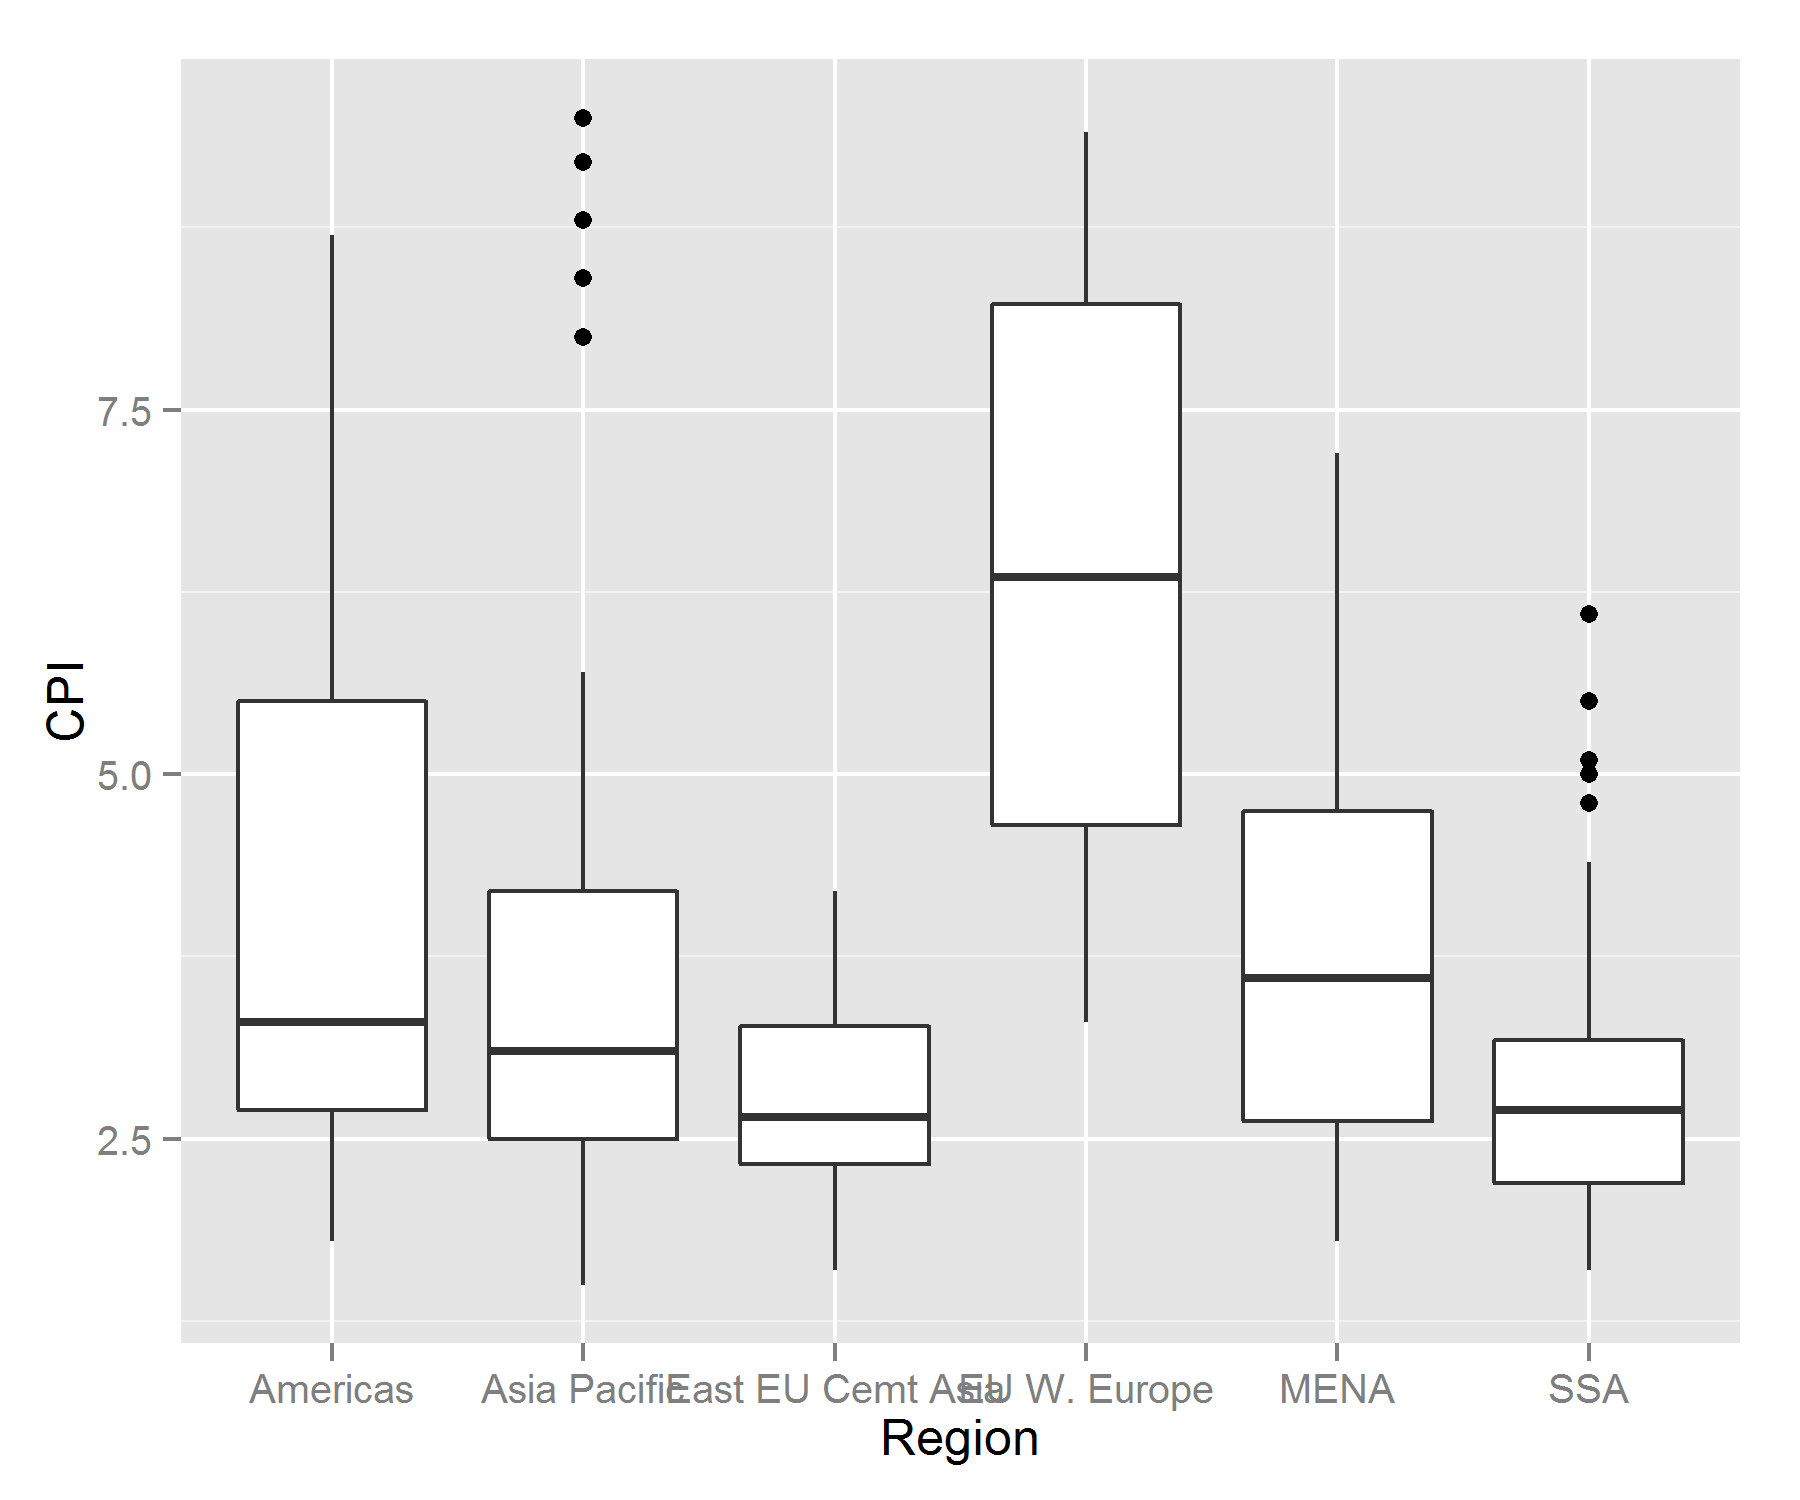 CPI
7.5
5.0
2.5
Americas Asia Pacific East EU Cemt Asia EU W. Europe MENA SSA
Region